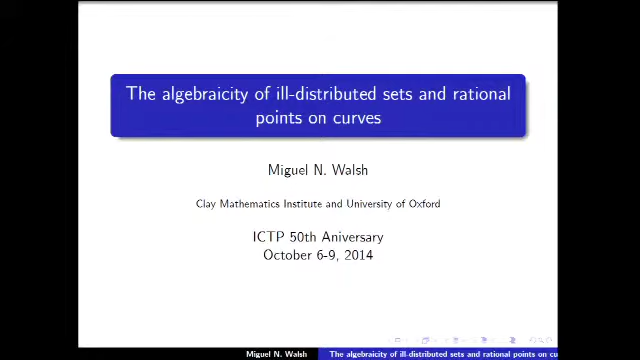 The algebraicity of ill-distributed sets and rational
points on curves
Miguel N. Walsh
Clay Mathematics Institute and University of Oxford
ICTP 50th Aniversary
October 6-9, 2014
Miguel N. Walsh
The algebraicity of ill-distributed sets and rational points on cu